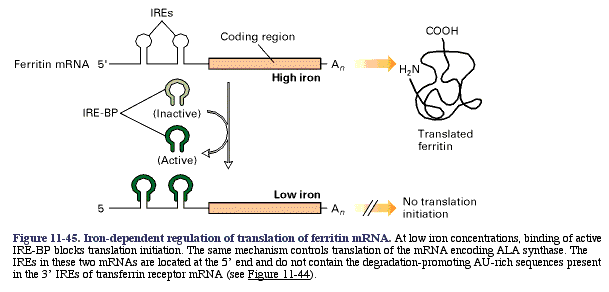 IREs
Coding region
Ferritin mRNA 5'
An
High iron
COOH
H2N
Translated
ferritin
IRE-BP
(Inactive)
(Active)
Low iron
5
An
No translation
initiation
Figure 11-45. Iron-dependent regulation of translation of ferritin mRNA. At low iron concentrations, binding of active
IRE-BP blocks translation initiation. The same mechanism controls translation of the mRNA encoding ALA synthase. The
IREs in these two mRNAs are located at the 5’ end and do not contain the degradation-promoting AU-rich sequences present
in the 3’ IREs of transferrin receptor mRNA (see Figure 11-44).